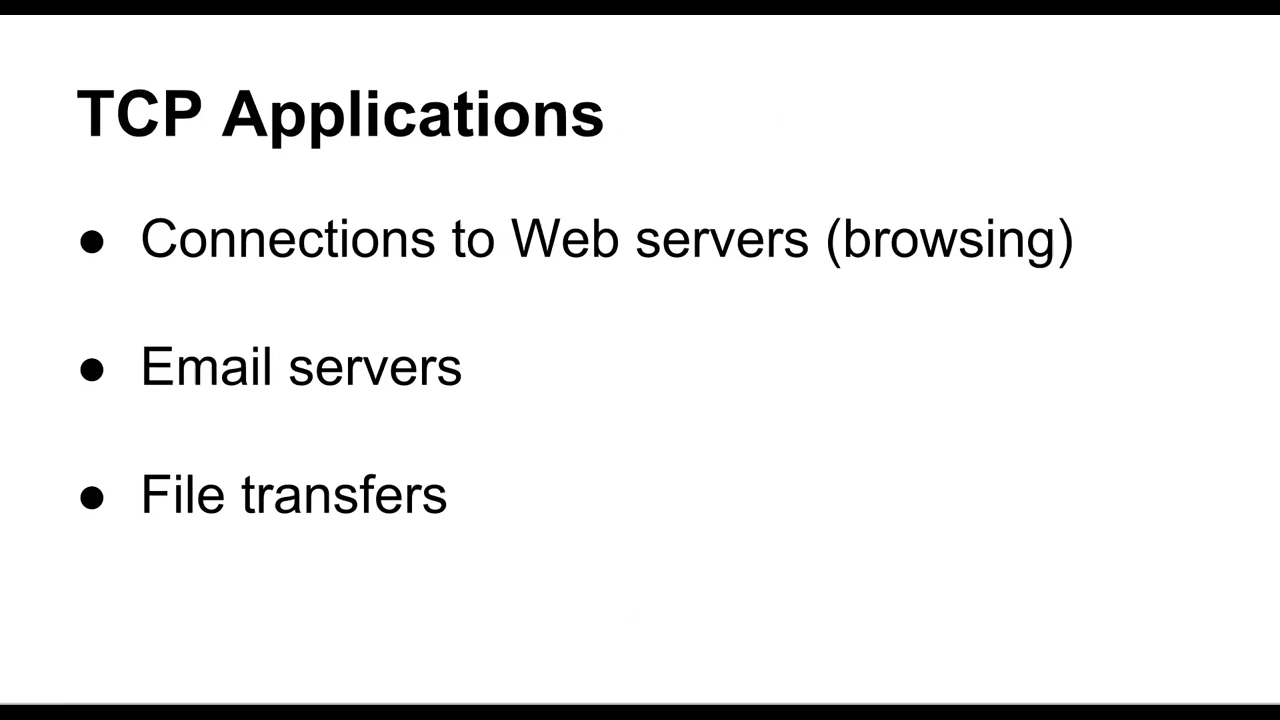 TCP Applications
● Connections to Web servers (browsing)
● Email servers
● File transfers